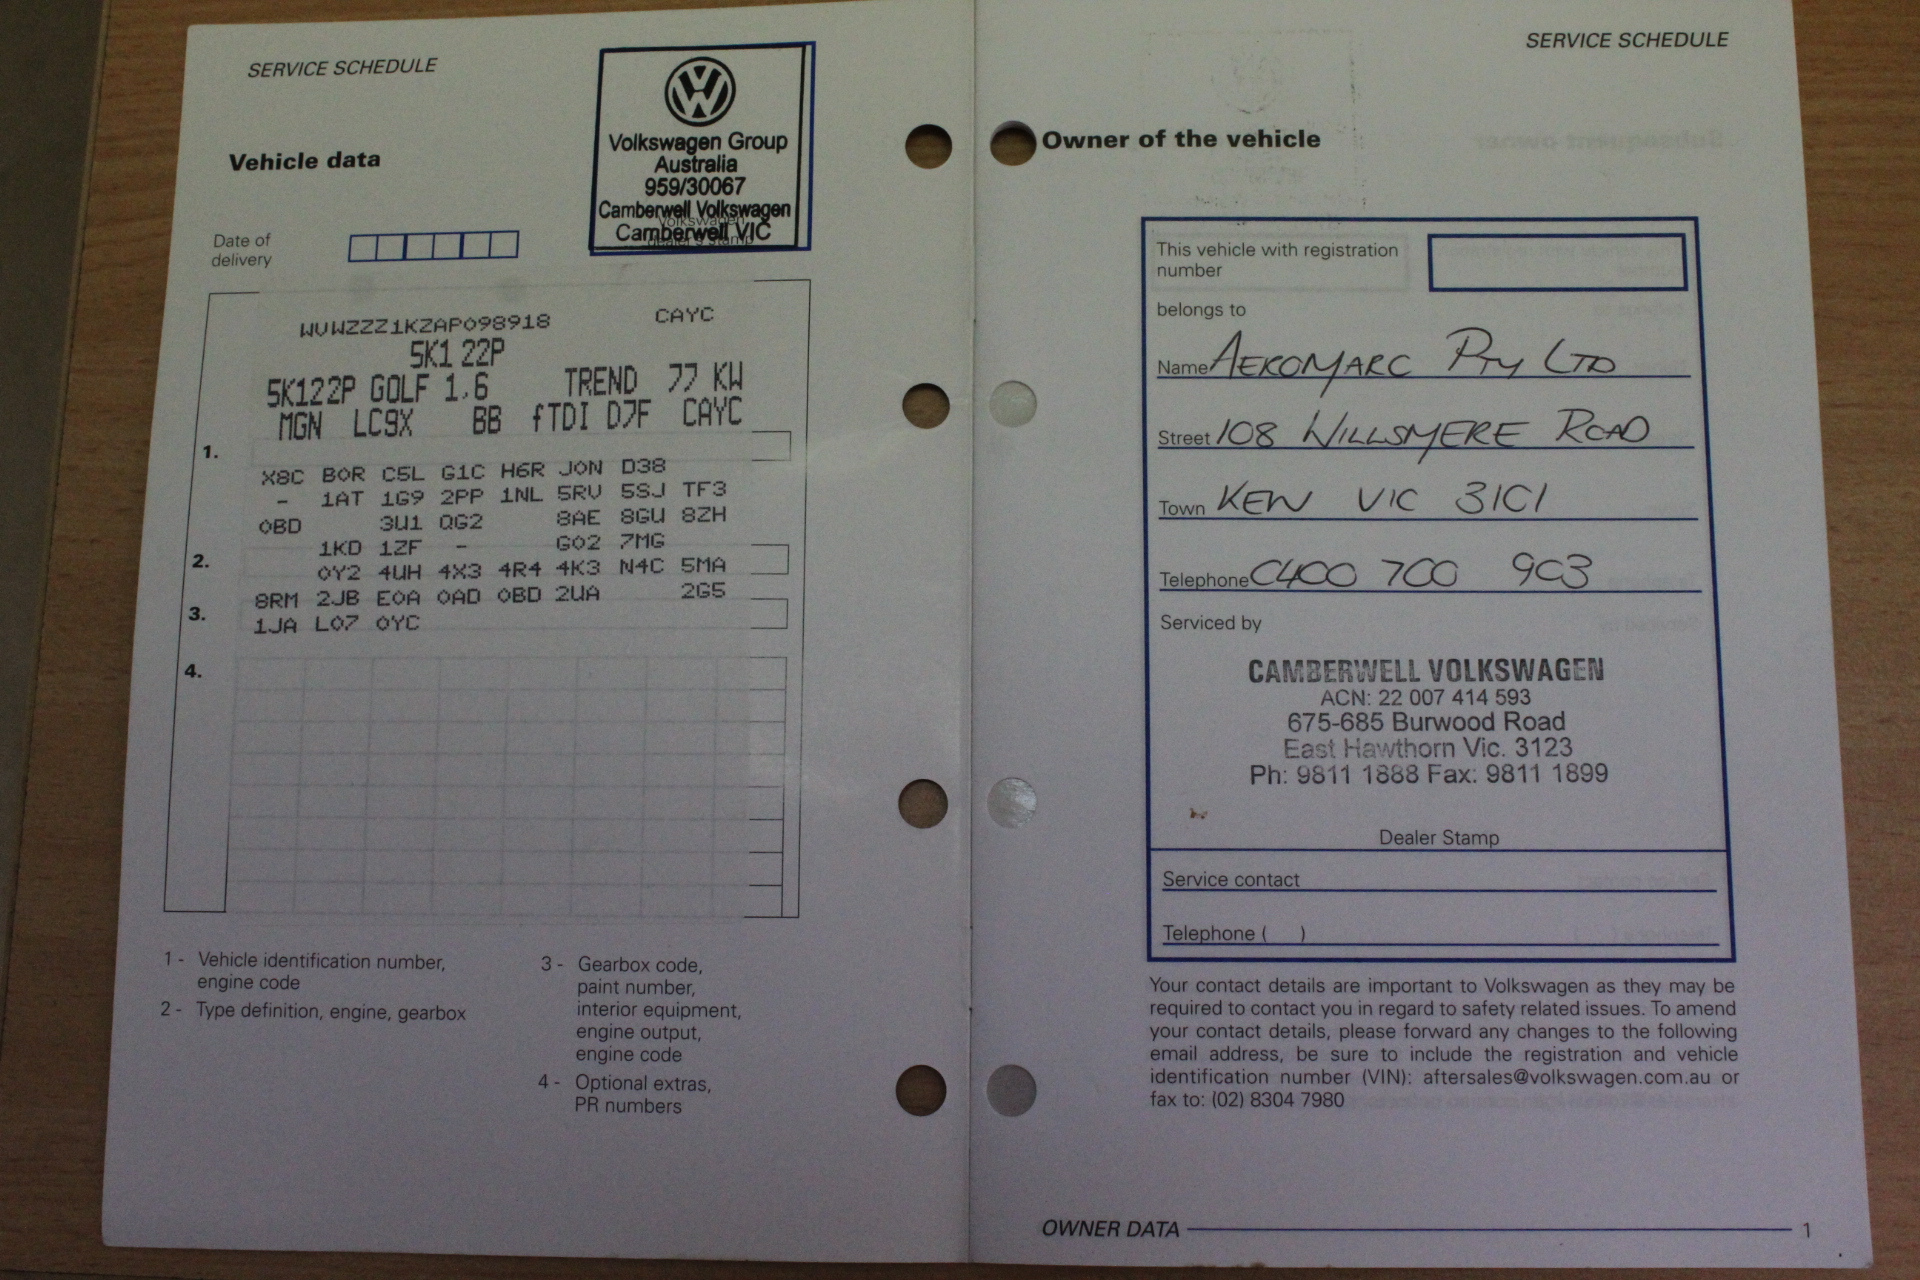 SERVICE SCHEDULE
Volkswagen Group
Australia
959/30067
Camberwell Volkswagen
Camberwell VIC
Volkswagen
dealer's stamp
Vehicle data
Date of
delivery
WVWZZZ1KZAP098918 CAYC
5K1 22P
5K122P GOLF 1,6 TREND 77 KW
MGN LC9X BB fTDI D7F CAYC
1.
X8C B0R C5L G1C H6R J0N D38
- 1AT 1G9 2PP 1NL 5RV 5SJ TF3
0BD 3U1 QG2 8AE 8GU 8ZH
1KD 1ZF - G02 7MG
2.
0Y2 4UH 4X3 4R4 4K3 N4C 5MA
8RM 2JB E0A 0AD 0BD 2UA 2G5
3.
1JA L07 0YC
4.
1 - Vehicle identification number,
engine code
2 - Type definition, engine, gearbox
3 - Gearbox code,
paint number,
interior equipment,
engine output,
engine code
4 - Optional extras,
PR numbers
SERVICE SCHEDULE
Owner of the vehicle
This vehicle with registration
number
belongs to
Name AEROMARC PTY LTD
Street 108 WILLSMERE ROAD
Town KEW VIC 3101
Telephone 0400 700 903
Serviced by
CAMBERWELL VOLKSWAGEN
ACN: 22 007 414 593
675-685 Burwood Road
East Hawthorn Vic. 3123
Ph: 9811 1888 Fax: 9811 1899
Dealer Stamp
Service contact
Telephone ( )
Your contact details are important to Volkswagen as they may be
required to contact you in regard to safety related issues. To amend
your contact details, please forward any changes to the following
email address, be sure to include the registration and vehicle
identification number (VIN): aftersales@volkswagen.com.au or
fax to: (02) 8304 7980
OWNER DATA 1